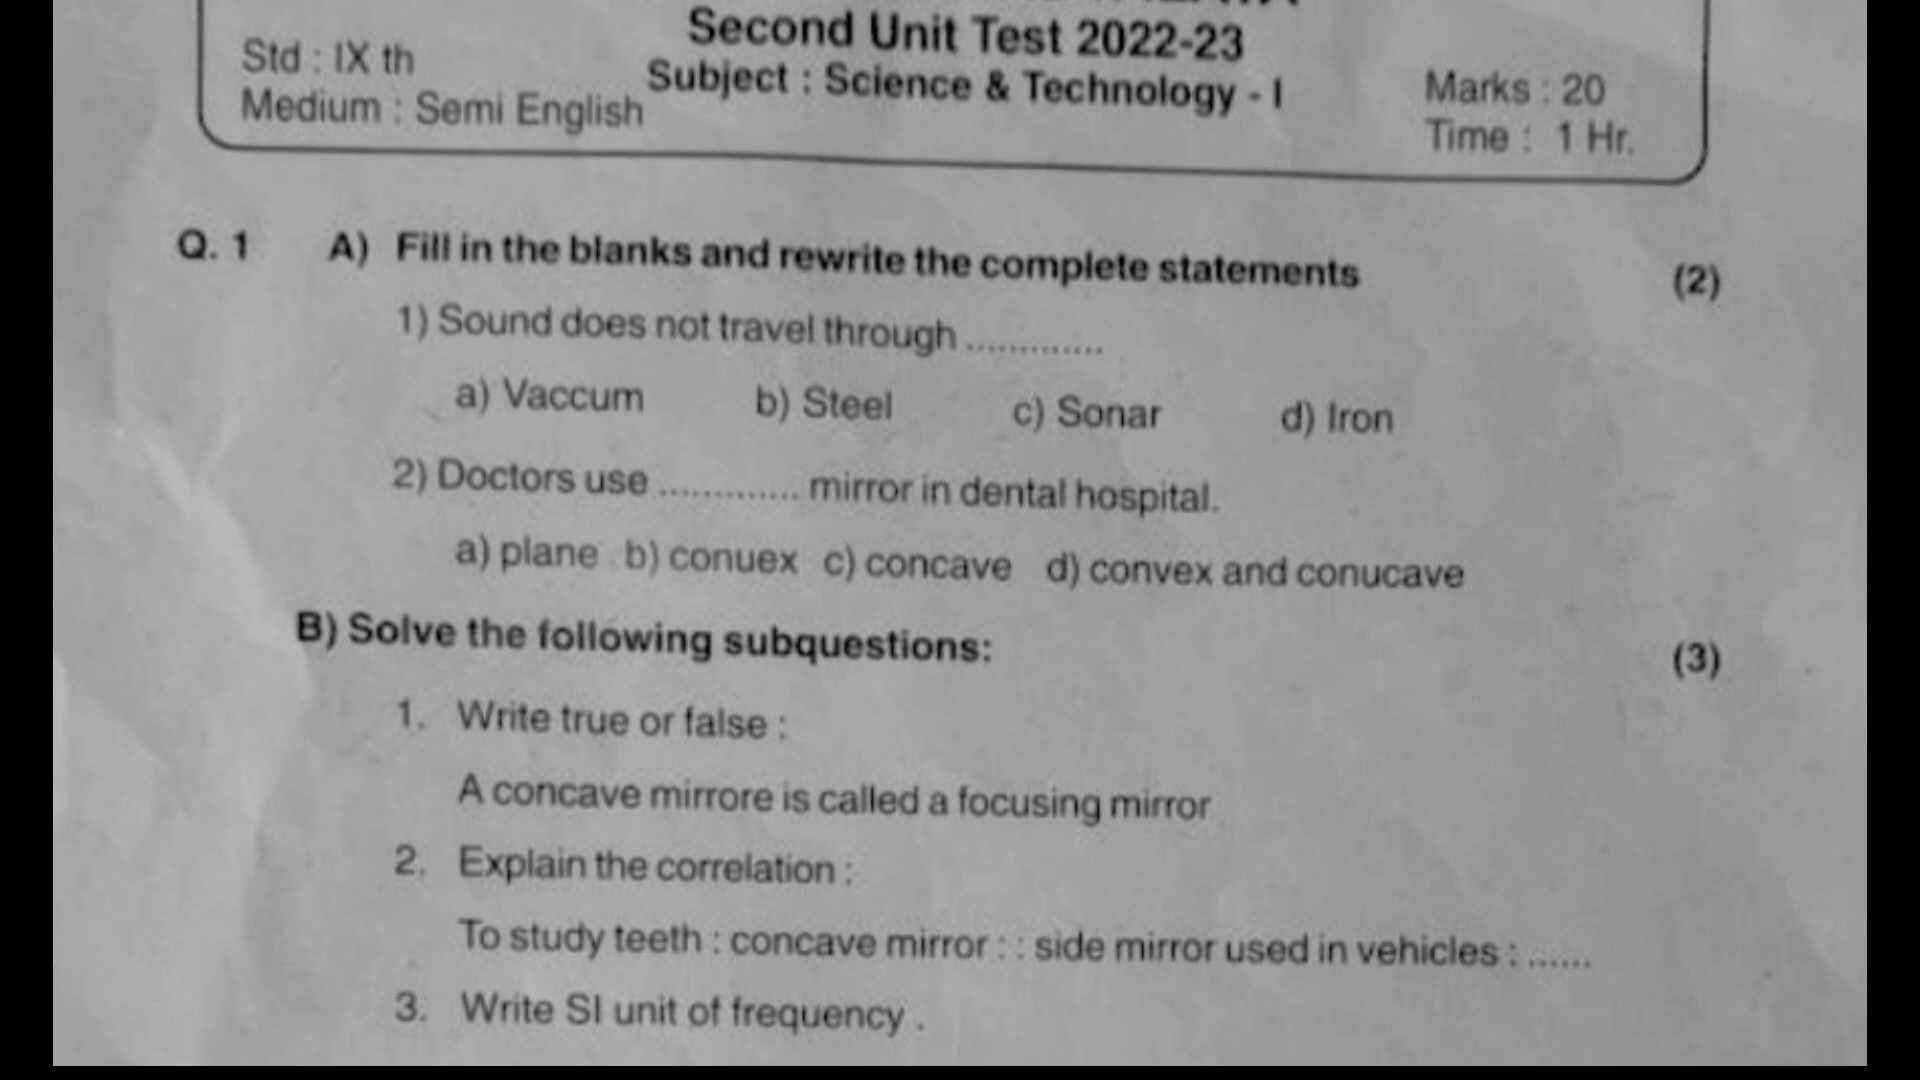 Second Unit Test 2022-23
Std : IX th
Subject : Science & Technology - I
Marks : 20
Medium : Semi English
Time : 1 Hr.
Q. 1 A) Fill in the blanks and rewrite the complete statements (2)
1) Sound does not travel through .............
a) Vaccum b) Steel c) Sonar d) Iron
2) Doctors use ............. mirror in dental hospital.
a) plane b) conuex c) concave d) convex and conucave
B) Solve the following subquestions: (3)
1. Write true or false :
A concave mirrore is called a focusing mirror
2. Explain the correlation :
To study teeth : concave mirror : : side mirror used in vehicles : ......
3. Write SI unit of frequency .